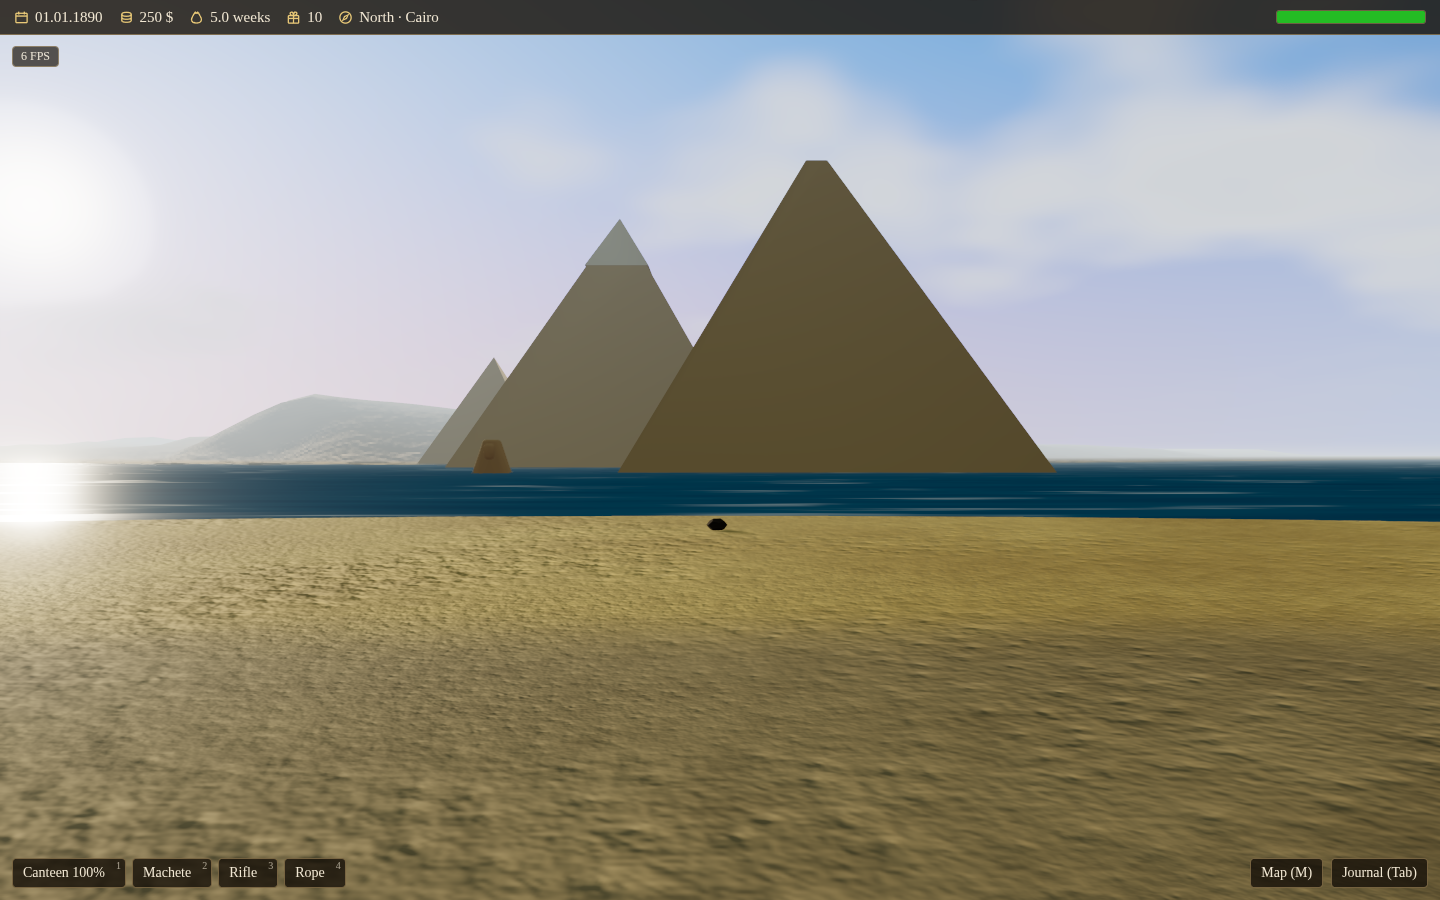 01.01.1890 250 $ 5.0 weeks 10 North · Cairo
6 FPS
Canteen 100% 1 Machete 2 Rifle 3 Rope 4 Map (M) Journal (Tab)